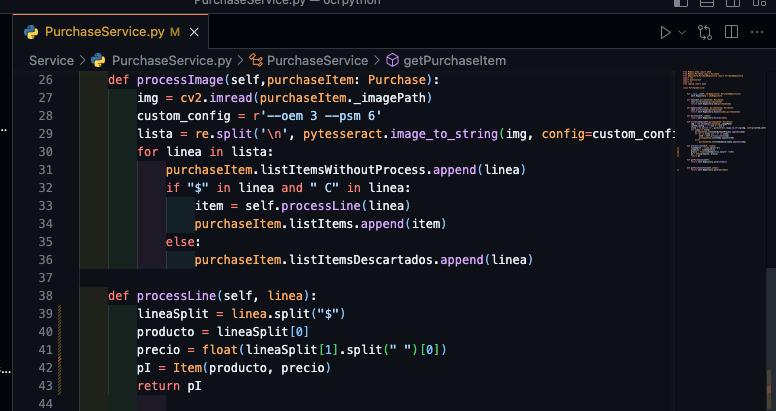 PurchaseService.py — ocrpython
PurchaseService.py M ×
Service > PurchaseService.py > PurchaseService > getPurchaseItem
26 def processImage(self,purchaseItem: Purchase):
27 img = cv2.imread(purchaseItem._imagePath)
28 custom_config = r'--oem 3 --psm 6'
29 lista = re.split('\n', pytesseract.image_to_string(img, config=custom_confi
30 for linea in lista:
31 purchaseItem.listItemsWithoutProcess.append(linea)
32 if "$" in linea and " C" in linea:
33 item = self.processLine(linea)
34 purchaseItem.listItems.append(item)
35 else:
36 purchaseItem.listItemsDescartados.append(linea)
37
38 def processLine(self, linea):
39 lineaSplit = linea.split("$")
40 producto = lineaSplit[0]
41 precio = float(lineaSplit[1].split(" ")[0])
42 pI = Item(producto, precio)
43 return pI
44